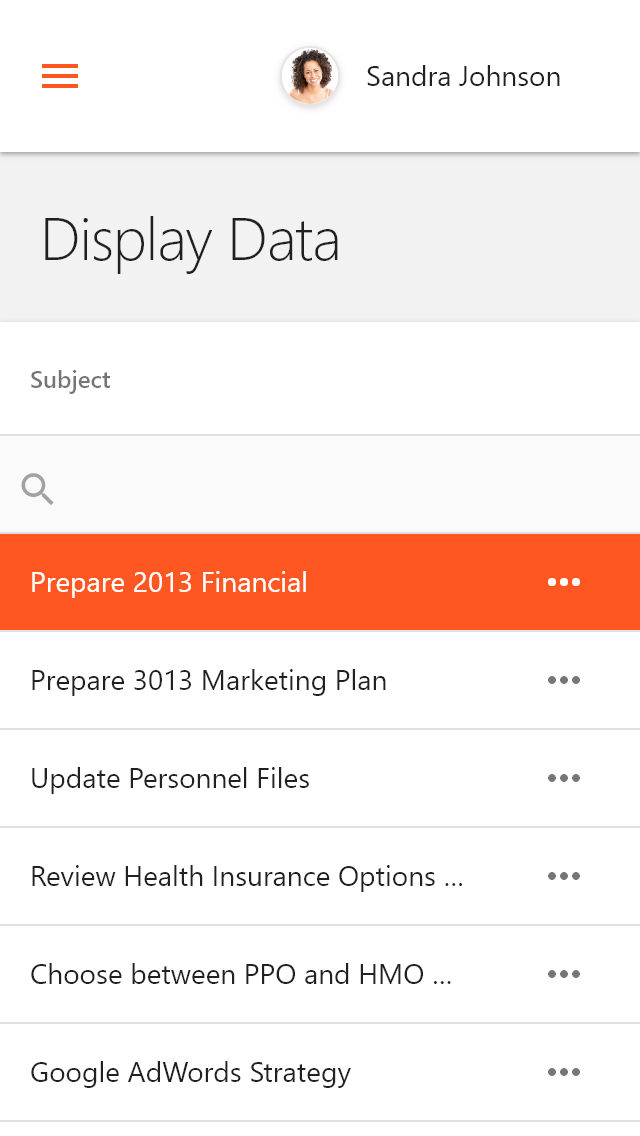 Sandra Johnson
Display Data
Subject
Prepare 2013 Financial
Prepare 3013 Marketing Plan
Update Personnel Files
Review Health Insurance Options ...
Choose between PPO and HMO ...
Google AdWords Strategy